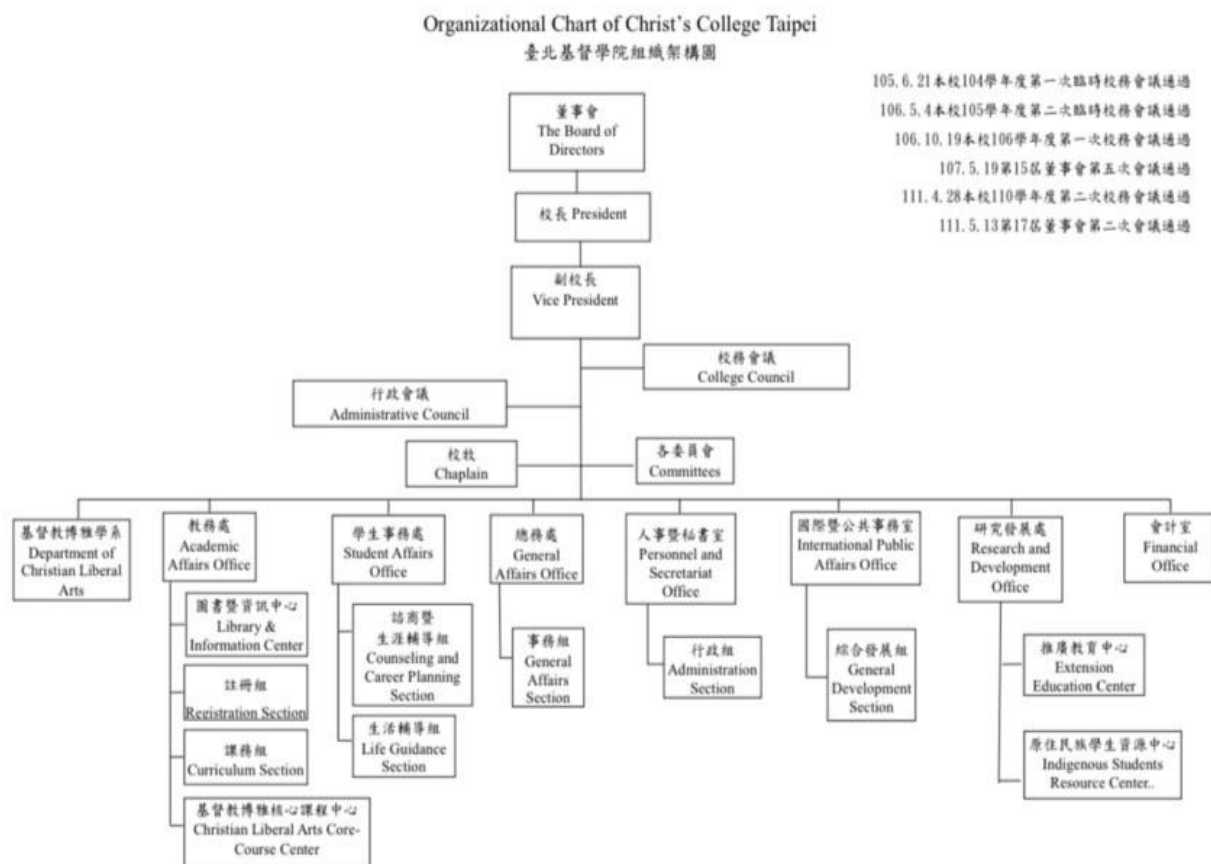 Organizational Chart of Christ's College Taipei
臺北基督學院組織架構圖
105.6.21本校104學年度第一次臨時校務會議通過
106.5.4本校105學年度第二次臨時校務會議通過
106.10.19本校106學年度第一次校務會議通過
107.5.19第15屆董事會第五次會議通過
111.4.28本校110學年度第二次校務會議通過
111.5.13第17屆董事會第二次會議通過
董事會
The Board of
Directors
校長 President
副校長
Vice President
校務會議
College Council
行政會議
Administrative Council
校牧
Chaplain
各委員會
Committees
基督教博雅學系
Department of
Christian Liberal
Arts
教務處
Academic
Affairs Office
學生事務處
Student Affairs
Office
總務處
General
Affairs Office
人事暨秘書室
Personnel and
Secretariat
Office
國際暨公共事務室
International Public
Affairs Office
研究發展處
Research and
Development
Office
會計室
Financial
Office
圖書暨資訊中心
Library &
Information Center
註冊組
Registration Section
課務組
Curriculum Section
基督教博雅核心課程中心
Christian Liberal Arts Core-
Course Center
諮商暨
生涯輔導組
Counseling and
Career Planning
Section
生活輔導組
Life Guidance
Section
事務組
General
Affairs
Section
行政組
Administration
Section
綜合發展組
General
Development
Section
推廣教育中心
Extension
Education Center
原住民族學生資源中心
Indigenous Students
Resource Center..